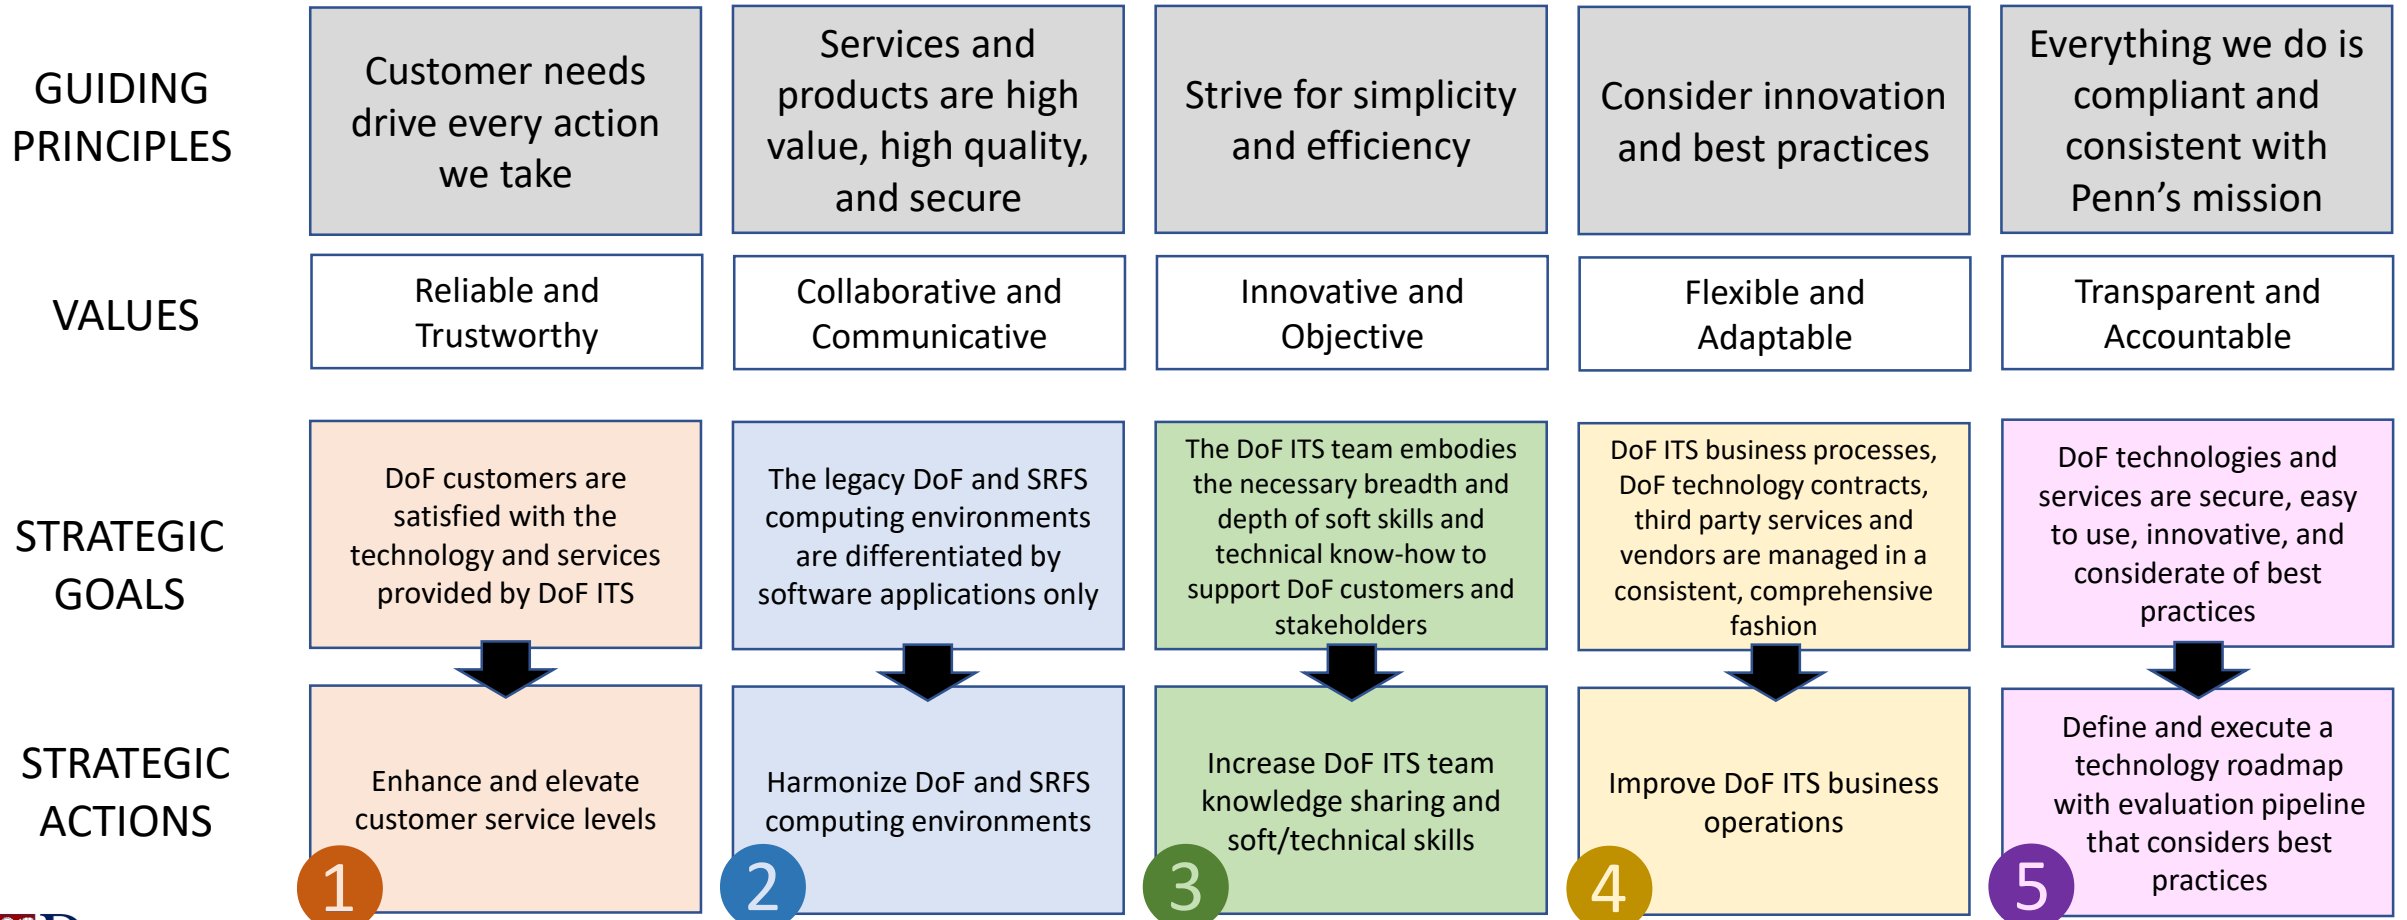 GUIDING
PRINCIPLES
Customer needs
drive every action
we take
Services and
products are high
value, high quality,
and secure
Strive for simplicity
and efficiency
Consider innovation
and best practices
Everything we do is
compliant and
consistent with
Penn’s mission
VALUES
Reliable and
Trustworthy
Collaborative and
Communicative
Innovative and
Objective
Flexible and
Adaptable
Transparent and
Accountable
STRATEGIC
GOALS
DoF customers are
satisfied with the
technology and services
provided by DoF ITS
The legacy DoF and SRFS
computing environments
are differentiated by
software applications only
The DoF ITS team embodies
the necessary breadth and
depth of soft skills and
technical know-how to
support DoF customers and
stakeholders
DoF ITS business processes,
DoF technology contracts,
third party services and
vendors are managed in a
consistent, comprehensive
fashion
DoF technologies and
services are secure, easy
to use, innovative, and
considerate of best
practices
STRATEGIC
ACTIONS
Enhance and elevate
customer service levels
1
Harmonize DoF and SRFS
computing environments
2
Increase DoF ITS team
knowledge sharing and
soft/technical skills
3
Improve DoF ITS business
operations
4
Define and execute a
technology roadmap
with evaluation pipeline
that considers best
practices
5